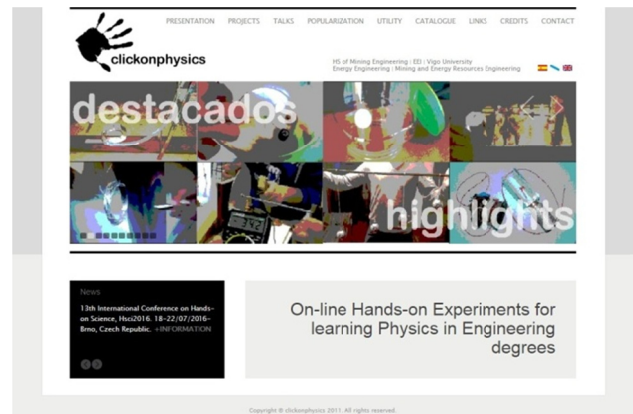 PRESENTATION PROJECTS TALKS POPULARIZATION UTILITY CATALOGUE LINKS CREDITS CONTACT
clickonphysics
HS of Mining Engineering | EEI | Vigo University
Energy Engineering | Mining and Energy Resources Engineering
destacados
highlights
News
13th International Conference on Hands-
on Science, Hsci2016. 18-22/07/2016-
Brno, Czech Republic. +INFORMATION
On-line Hands-on Experiments for
learning Physics in Engineering
degrees
Copyright © clickonphysics 2011. All rights reserved.